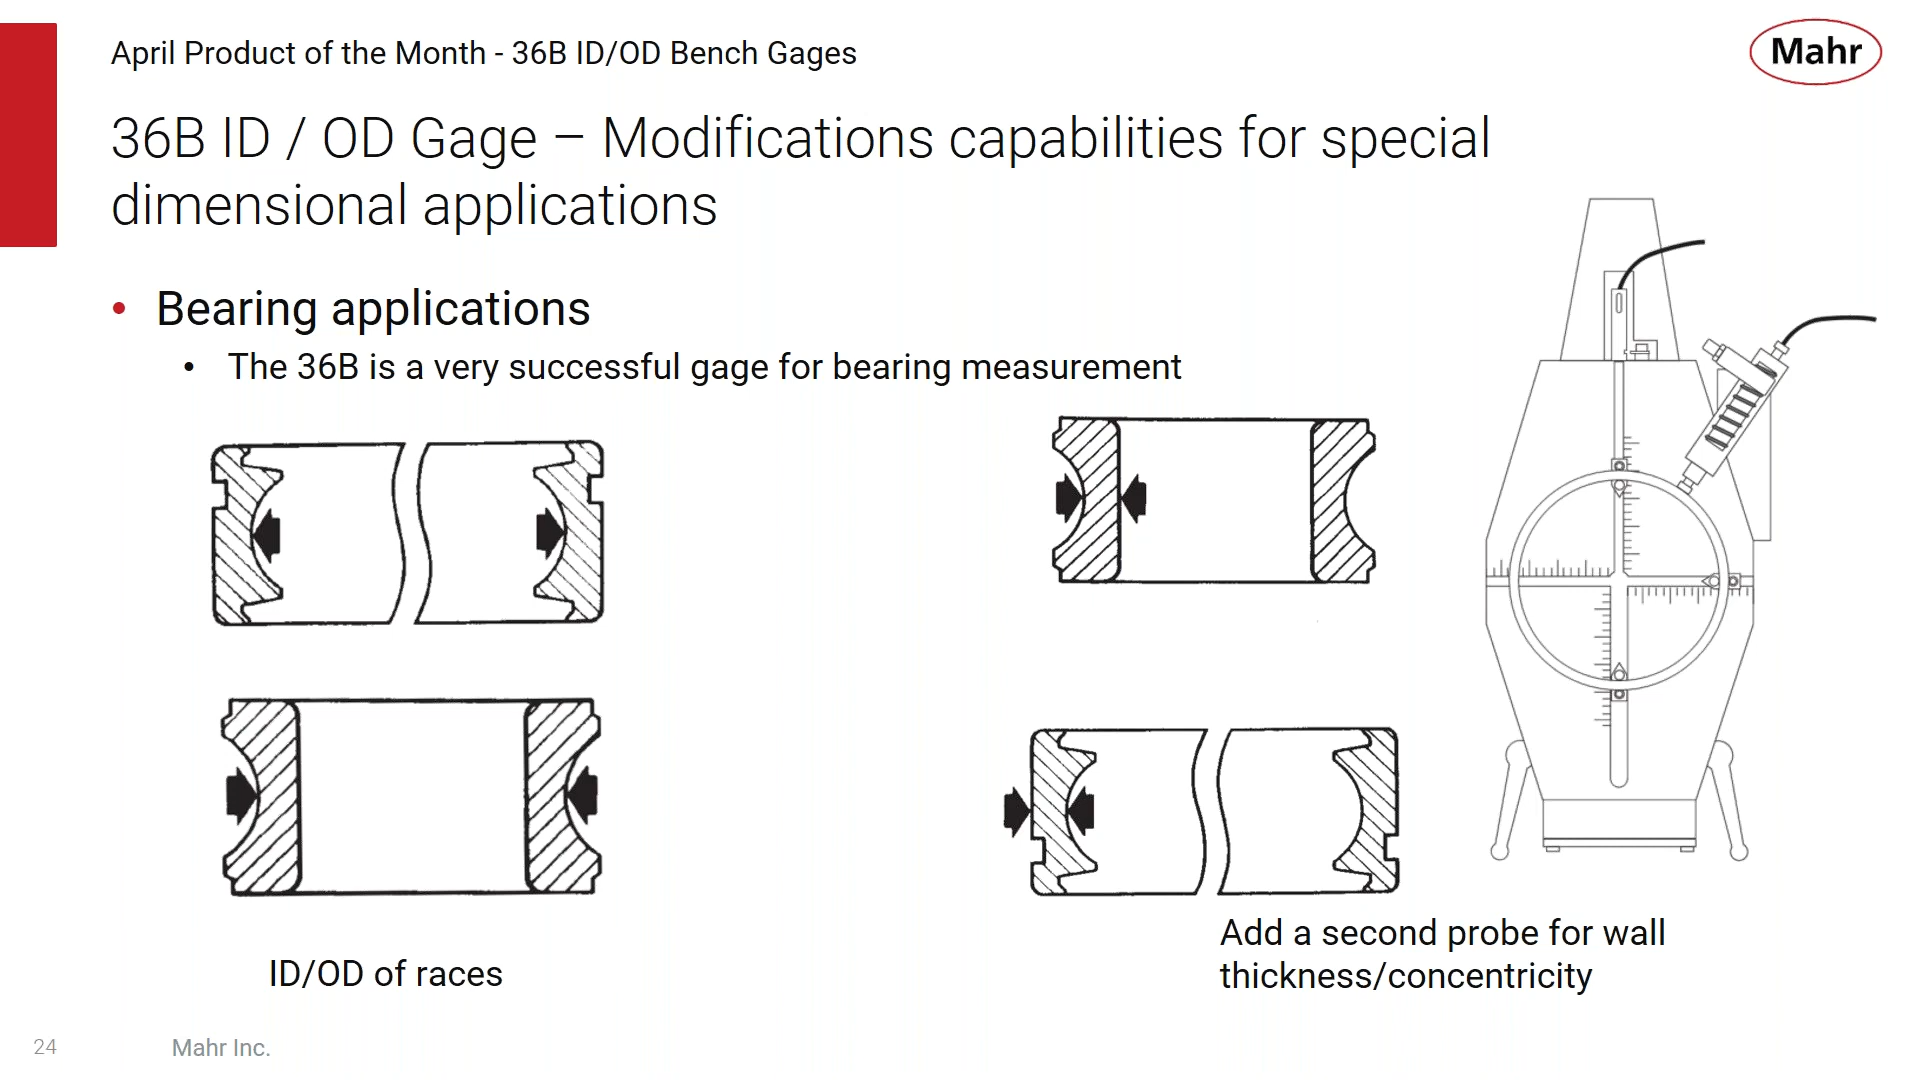 April Product of the Month - 36B ID/OD Bench Gages
Mahr
36B ID / OD Gage – Modifications capabilities for special
dimensional applications
• Bearing applications
• The 36B is a very successful gage for bearing measurement
ID/OD of races
Add a second probe for wall
thickness/concentricity
24
Mahr Inc.